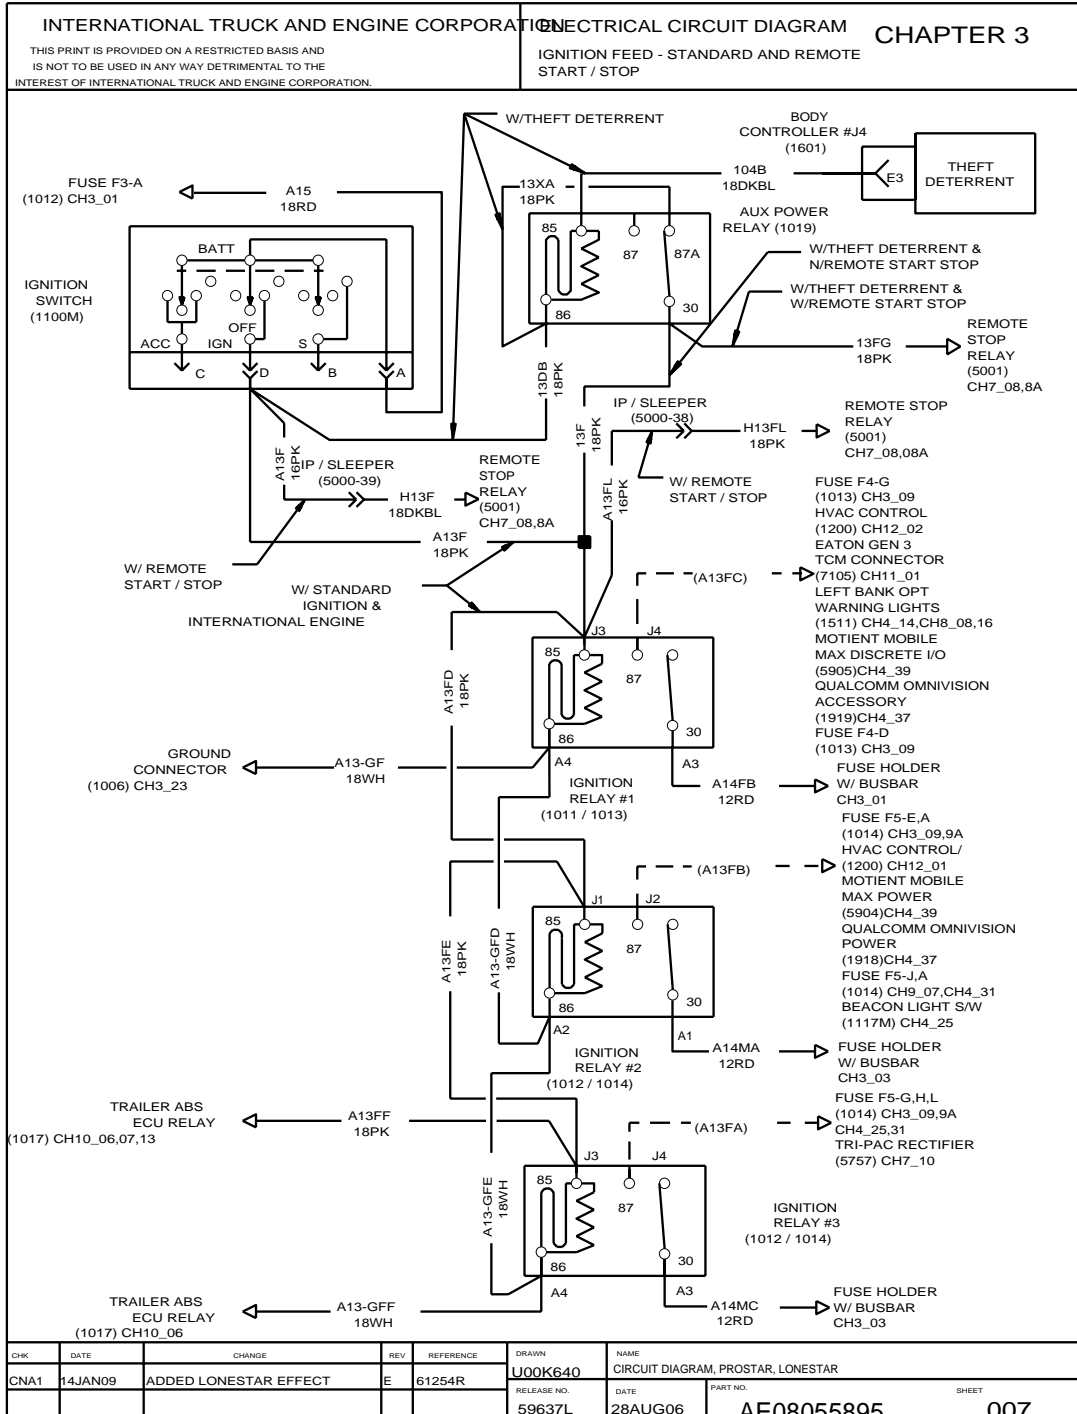 INTERNATIONAL TRUCK AND ENGINE CORPORATION
THIS PRINT IS PROVIDED ON A RESTRICTED BASIS AND
IS NOT TO BE USED IN ANY WAY DETRIMENTAL TO THE
INTEREST OF INTERNATIONAL TRUCK AND ENGINE CORPORATION.
ELECTRICAL CIRCUIT DIAGRAM
IGNITION FEED - STANDARD AND REMOTE
START / STOP
CHAPTER 3
W/THEFT DETERRENT
BODY
CONTROLLER #J4
(1601)
104B
18DKBL
E3
THEFT
DETERRENT
FUSE F3-A
(1012) CH3_01
A15
18RD
13XA
18PK
AUX POWER
RELAY (1019)
85
87
87A
86
30
W/THEFT DETERRENT &
N/REMOTE START STOP
W/THEFT DETERRENT &
W/REMOTE START STOP
IGNITION
SWITCH
(1100M)
BATT
OFF
ACC
IGN
S
C
D
B
A
13FG
18PK
REMOTE
STOP
RELAY
(5001)
CH7_08,8A
13DB
18PK
13F
18PK
IP / SLEEPER
(5000-38)
H13FL
18PK
REMOTE STOP
RELAY
(5001)
CH7_08,08A
A13F
16PK
IP / SLEEPER
(5000-39)
H13F
18DKBL
REMOTE
STOP
RELAY
(5001)
CH7_08,8A
A13FL
16PK
W/ REMOTE
START / STOP
A13F
18PK
W/ REMOTE
START / STOP
W/ STANDARD
IGNITION &
INTERNATIONAL ENGINE
(A13FC)
FUSE F4-G
(1013) CH3_09
HVAC CONTROL
(1200) CH12_02
EATON GEN 3
TCM CONNECTOR
(7105) CH11_01
LEFT BANK OPT
WARNING LIGHTS
(1511) CH4_14,CH8_08,16
MOTIENT MOBILE
MAX DISCRETE I/O
(5905)CH4_39
QUALCOMM OMNIVISION
ACCESSORY
(1919)CH4_37
FUSE F4-D
(1013) CH3_09
J3
J4
85
87
86
30
A4
A3
A13FD
18PK
GROUND
CONNECTOR
(1006) CH3_23
A13-GF
18WH
IGNITION
RELAY #1
(1011 / 1013)
A14FB
12RD
FUSE HOLDER
W/ BUSBAR
CH3_01
(A13FB)
FUSE F5-E,A
(1014) CH3_09,9A
HVAC CONTROL/
(1200) CH12_01
MOTIENT MOBILE
MAX POWER
(5904)CH4_39
QUALCOMM OMNIVISION
POWER
(1918)CH4_37
FUSE F5-J,A
(1014) CH9_07,CH4_31
BEACON LIGHT S/W
(1117M) CH4_25
J1
J2
85
87
86
30
A2
A1
A13FE
18PK
A13-GFD
18WH
IGNITION
RELAY #2
(1012 / 1014)
A14MA
12RD
FUSE HOLDER
W/ BUSBAR
CH3_03
TRAILER ABS
ECU RELAY
(1017) CH10_06,07,13
A13FF
18PK
(A13FA)
FUSE F5-G,H,L
(1014) CH3_09,9A
CH4_25,31
TRI-PAC RECTIFIER
(5757) CH7_10
J3
J4
85
87
86
30
A4
A3
A13-GFE
18WH
IGNITION
RELAY #3
(1012 / 1014)
TRAILER ABS
ECU RELAY
(1017) CH10_06
A13-GFF
18WH
A14MC
12RD
FUSE HOLDER
W/ BUSBAR
CH3_03
CHK DATE CHANGE REV REFERENCE
CNA1 14JAN09 ADDED LONESTAR EFFECT E 61254R
DRAWN
U00K640
NAME
CIRCUIT DIAGRAM, PROSTAR, LONESTAR
RELEASE NO.
59637L
DATE
28AUG06
PART NO.
AE08055895
SHEET
007